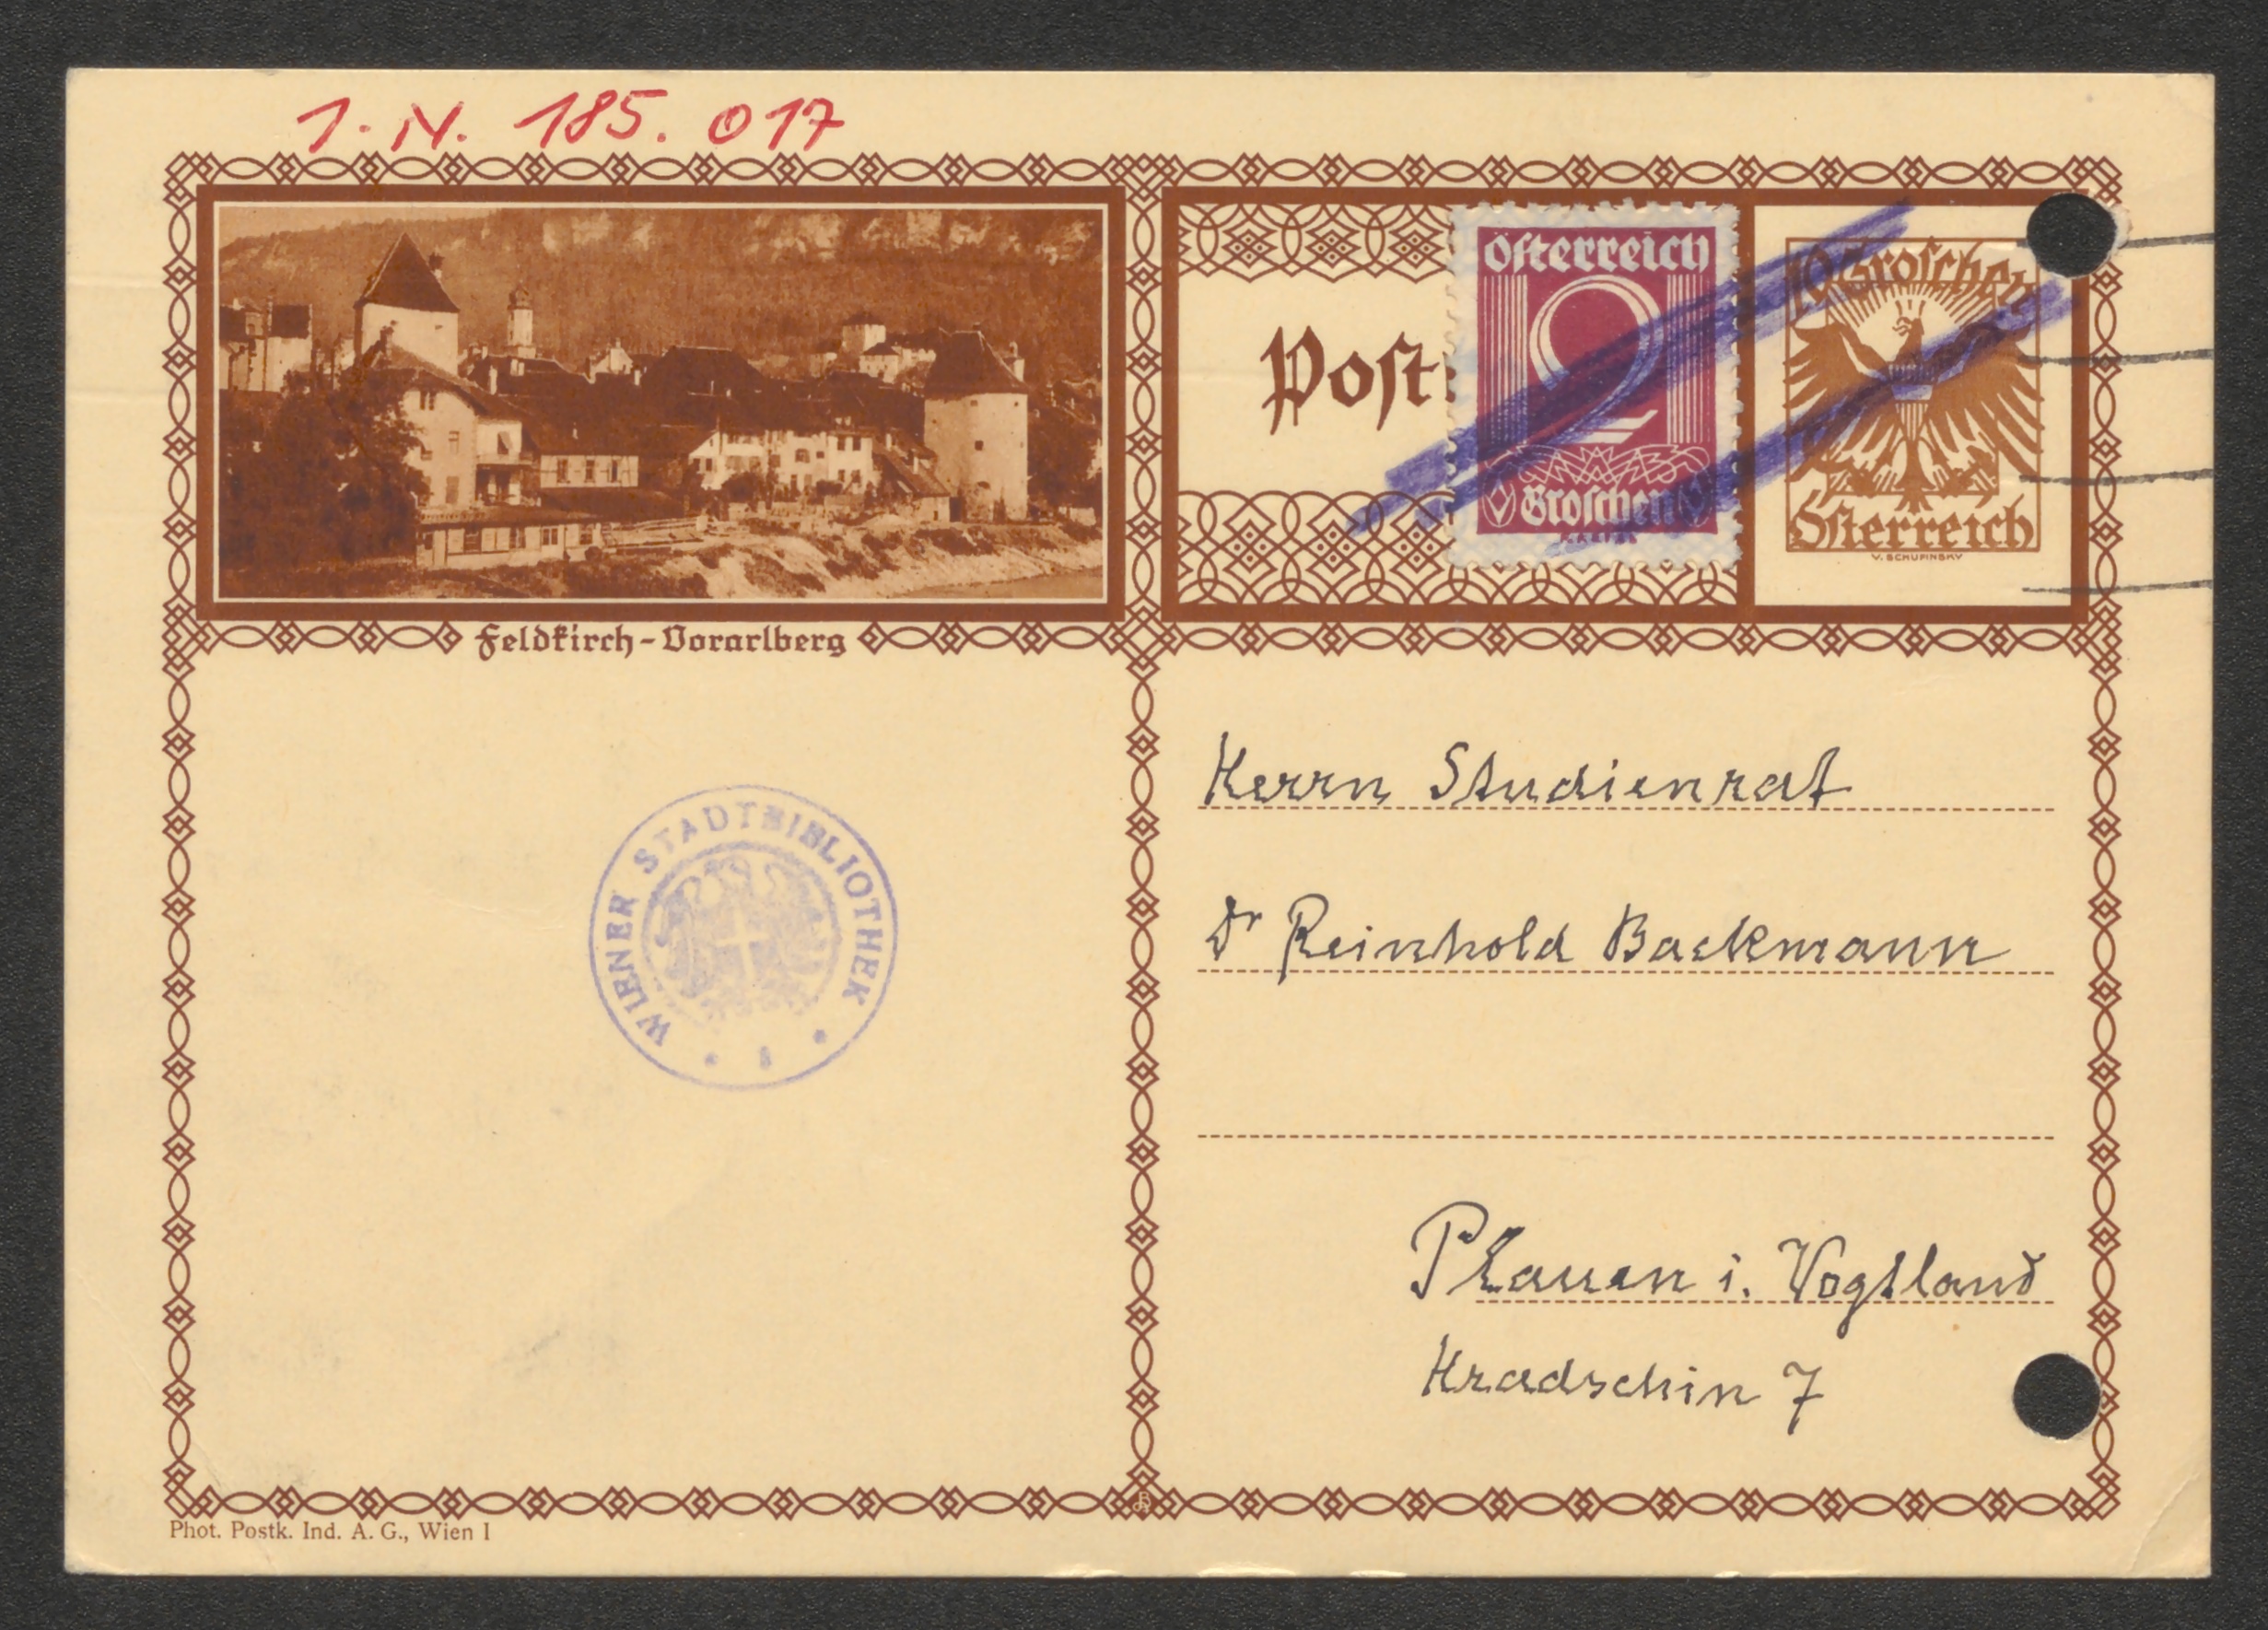 J. N. 185. 017
Feldkirch-Vorarlberg
Post
Österreich
2
Groschen
10 Groschen
Österreich
V. SCHUFINSKY
WIENER STADTBIBLIOTHEK
Herrn Studienrat
Dr Reinhold Backmann
Plauen i. Vogtland
Hradschin 7
Phot. Postk. Ind. A. G., Wien I